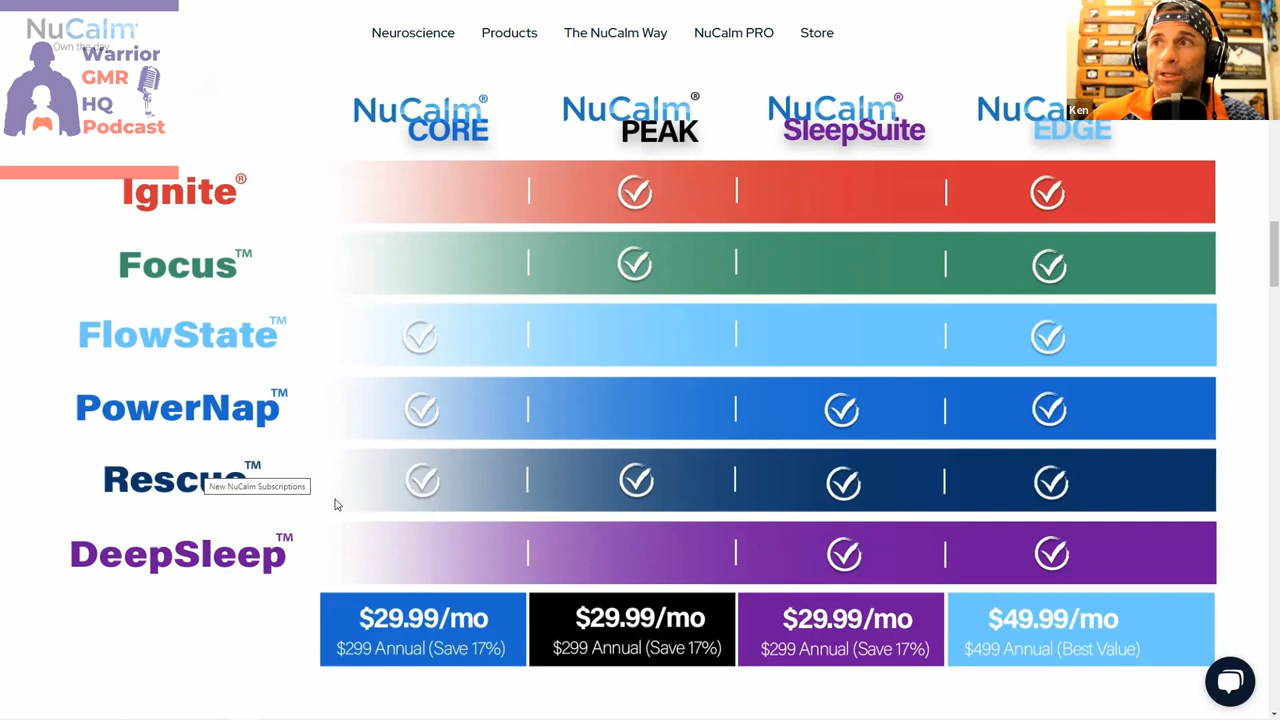 NuCalm®
Own the day
Warrior
GMR
HQ
Podcast
Neuroscience
Products
The NuCalm Way
NuCalm PRO
Store
Ken
NuCalm®
CORE
NuCalm®
PEAK
NuCalm®
SleepSuite
EDGE
Ignite®
Focus™
FlowState™
PowerNap™
Rescue™
New NuCalm Subscriptions
DeepSleep™
$29.99/mo
$299 Annual (Save 17%)
$29.99/mo
$299 Annual (Save 17%)
$29.99/mo
$299 Annual (Save 17%)
$49.99/mo
$499 Annual (Best Value)